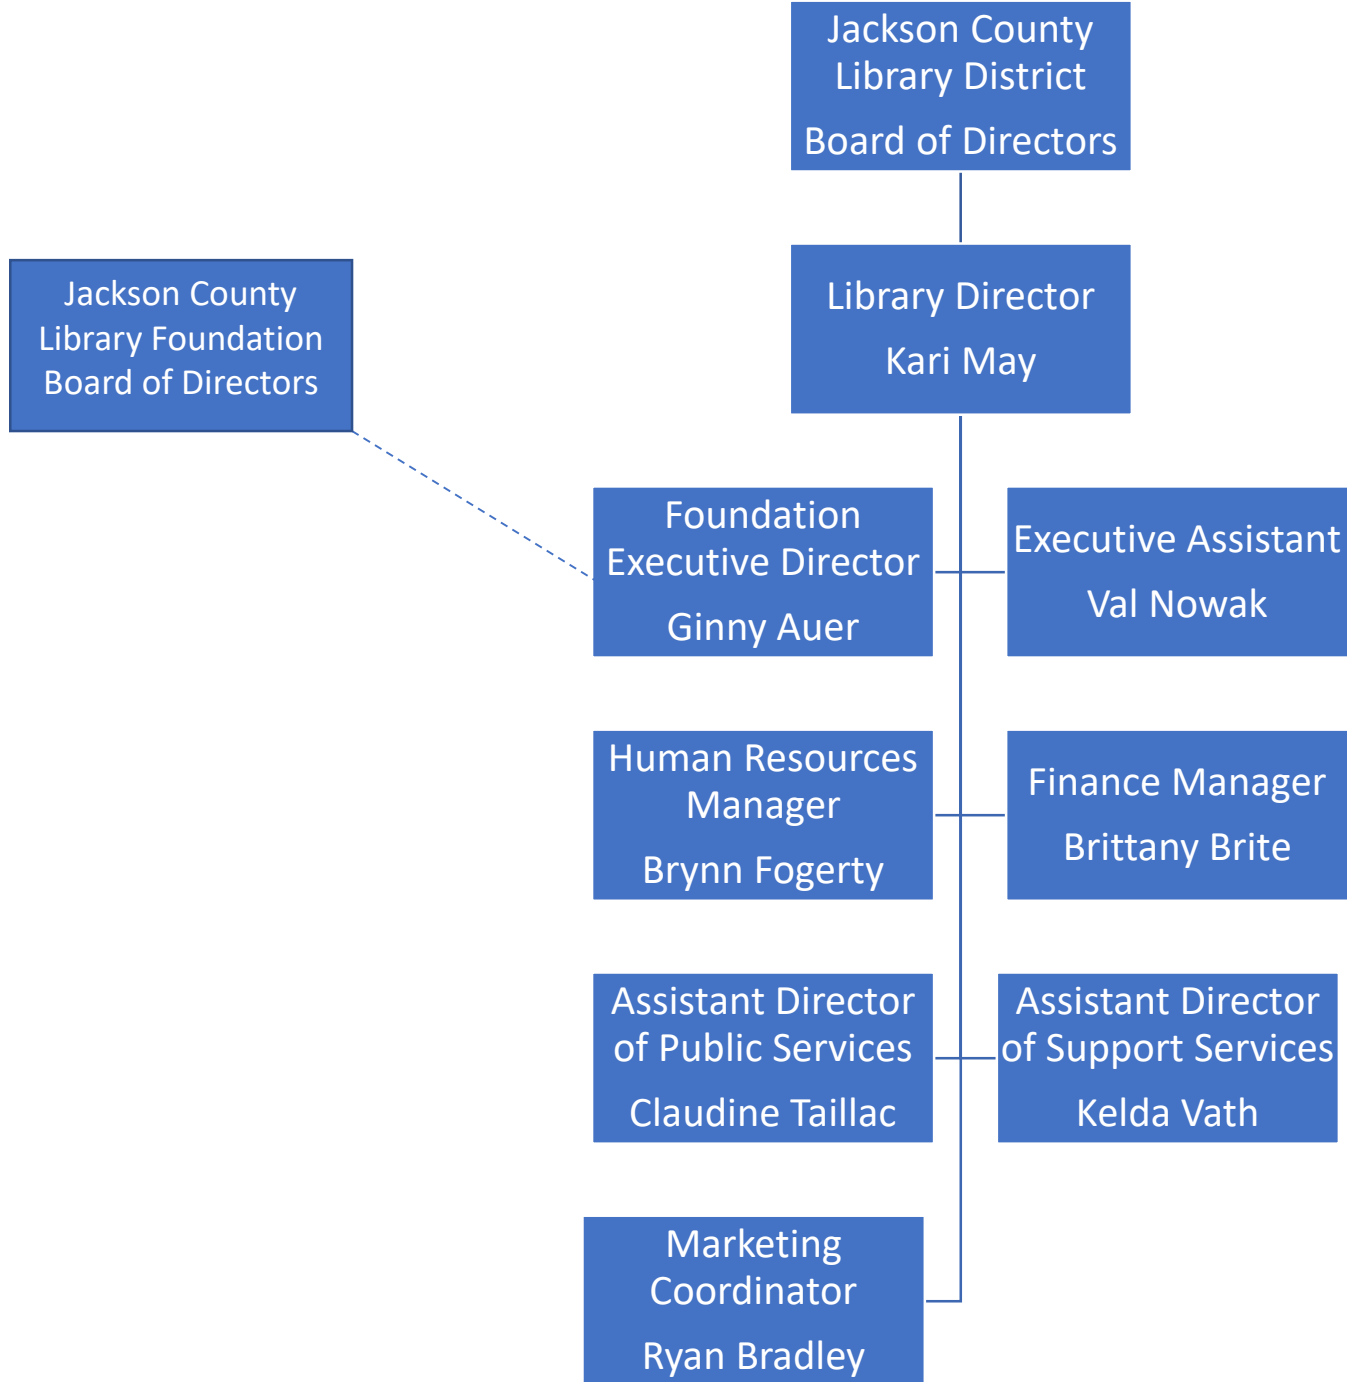 Jackson County
Library District
Board of Directors
Jackson County
Library Foundation
Board of Directors
Library Director
Kari May
Foundation
Executive Director
Ginny Auer
Executive Assistant
Val Nowak
Human Resources
Manager
Brynn Fogerty
Finance Manager
Brittany Brite
Assistant Director
of Public Services
Claudine Taillac
Assistant Director
of Support Services
Kelda Vath
Marketing
Coordinator
Ryan Bradley